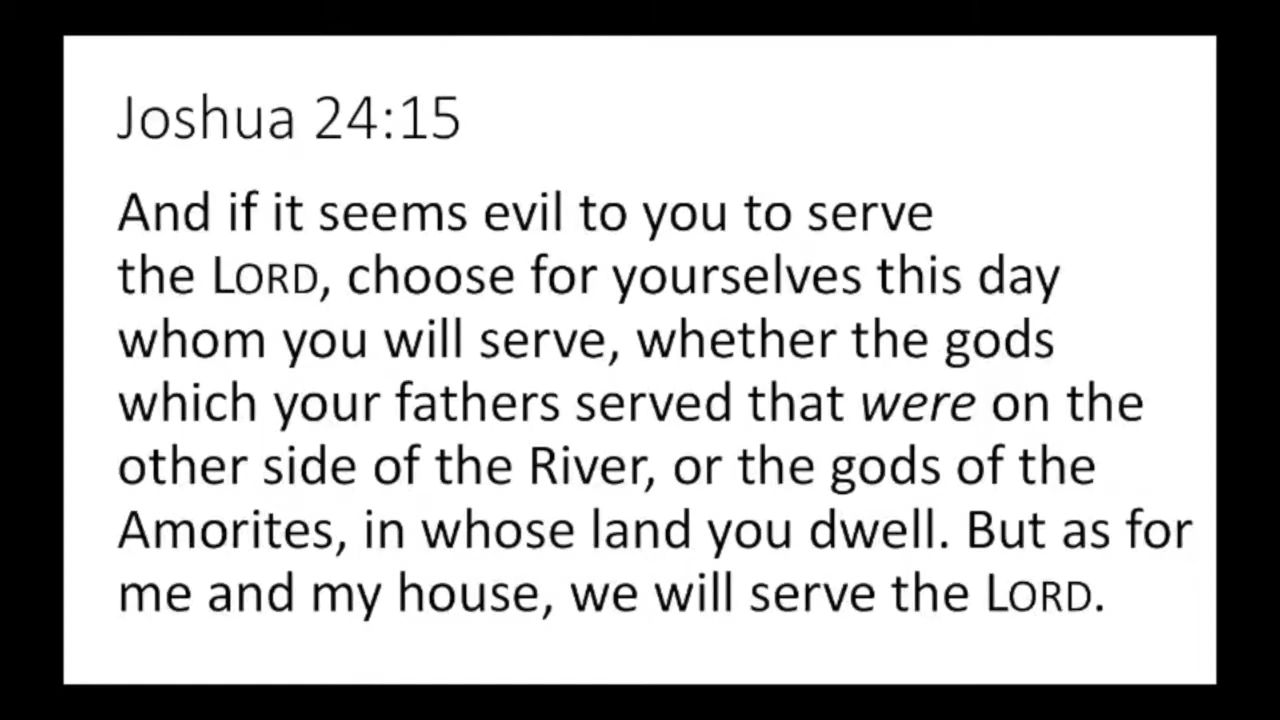 Joshua 24:15
And if it seems evil to you to serve
the LORD, choose for yourselves this day
whom you will serve, whether the gods
which your fathers served that were on the
other side of the River, or the gods of the
Amorites, in whose land you dwell. But as for
me and my house, we will serve the LORD.